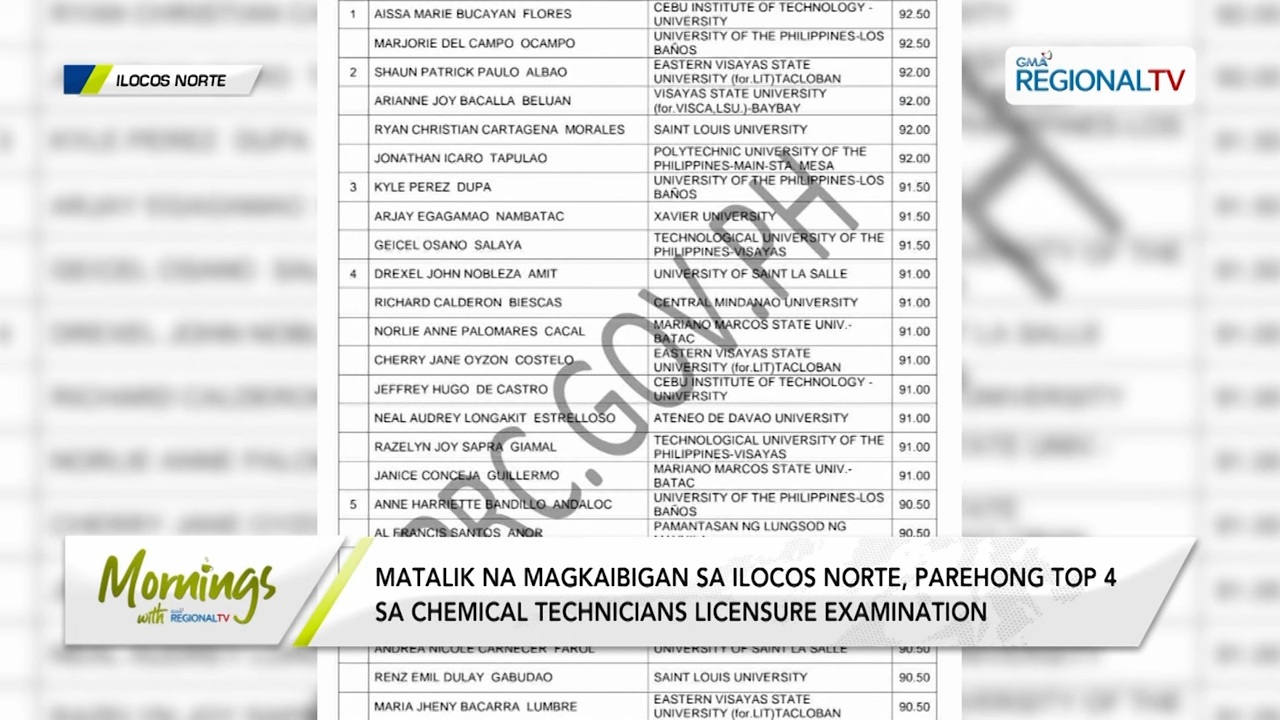 1 AISSA MARIE BUCAYAN FLORES CEBU INSTITUTE OF TECHNOLOGY - UNIVERSITY 92.50
MARJORIE DEL CAMPO OCAMPO UNIVERSITY OF THE PHILIPPINES-LOS BAÑOS 92.50
2 SHAUN PATRICK PAULO ALBAO EASTERN VISAYAS STATE UNIVERSITY (for.LIT)TACLOBAN 92.00
ARIANNE JOY BACALLA BELUAN VISAYAS STATE UNIVERSITY (for.VISCA,LSU.)-BAYBAY 92.00
RYAN CHRISTIAN CARTAGENA MORALES SAINT LOUIS UNIVERSITY 92.00
JONATHAN ICARO TAPULAO POLYTECHNIC UNIVERSITY OF THE PHILIPPINES-MAIN-STA. MESA 92.00
3 KYLE PEREZ DUPA UNIVERSITY OF THE PHILIPPINES-LOS BAÑOS 91.50
ARJAY EGAGAMAO NAMBATAC XAVIER UNIVERSITY 91.50
GEICEL OSANO SALAYA TECHNOLOGICAL UNIVERSITY OF THE PHILIPPINES-VISAYAS 91.50
4 DREXEL JOHN NOBLEZA AMIT UNIVERSITY OF SAINT LA SALLE 91.00
RICHARD CALDERON BIESCAS CENTRAL MINDANAO UNIVERSITY 91.00
NORLIE ANNE PALOMARES CACAL MARIANO MARCOS STATE UNIV.-BATAC 91.00
CHERRY JANE OYZON COSTELO EASTERN VISAYAS STATE UNIVERSITY (for.LIT)TACLOBAN 91.00
JEFFREY HUGO DE CASTRO CEBU INSTITUTE OF TECHNOLOGY - UNIVERSITY 91.00
NEAL AUDREY LONGAKIT ESTRELLOSO ATENEO DE DAVAO UNIVERSITY 91.00
RAZELYN JOY SAPRA GIAMAL TECHNOLOGICAL UNIVERSITY OF THE PHILIPPINES-VISAYAS 91.00
JANICE CONCEJA GUILLERMO MARIANO MARCOS STATE UNIV.-BATAC 91.00
5 ANNE HARRIETTE BANDILLO ANDALOC UNIVERSITY OF THE PHILIPPINES-LOS BAÑOS 90.50
AL FRANCIS SANTOS ANOR PAMANTASAN NG LUNGSOD NG 90.50
ANDREA NICOLE CARNECER FAROL UNIVERSITY OF SAINT LA SALLE 90.50
RENZ EMIL DULAY GABUDAO SAINT LOUIS UNIVERSITY 90.50
MARIA JHENY BACARRA LUMBRE EASTERN VISAYAS STATE UNIVERSITY (for.LIT)TACLOBAN 90.50
PRC.GOV.PH
ILOCOS NORTE
GMA
REGIONALTV
Mornings
with GMA REGIONALTV
MATALIK NA MAGKAIBIGAN SA ILOCOS NORTE, PAREHONG TOP 4
SA CHEMICAL TECHNICIANS LICENSURE EXAMINATION